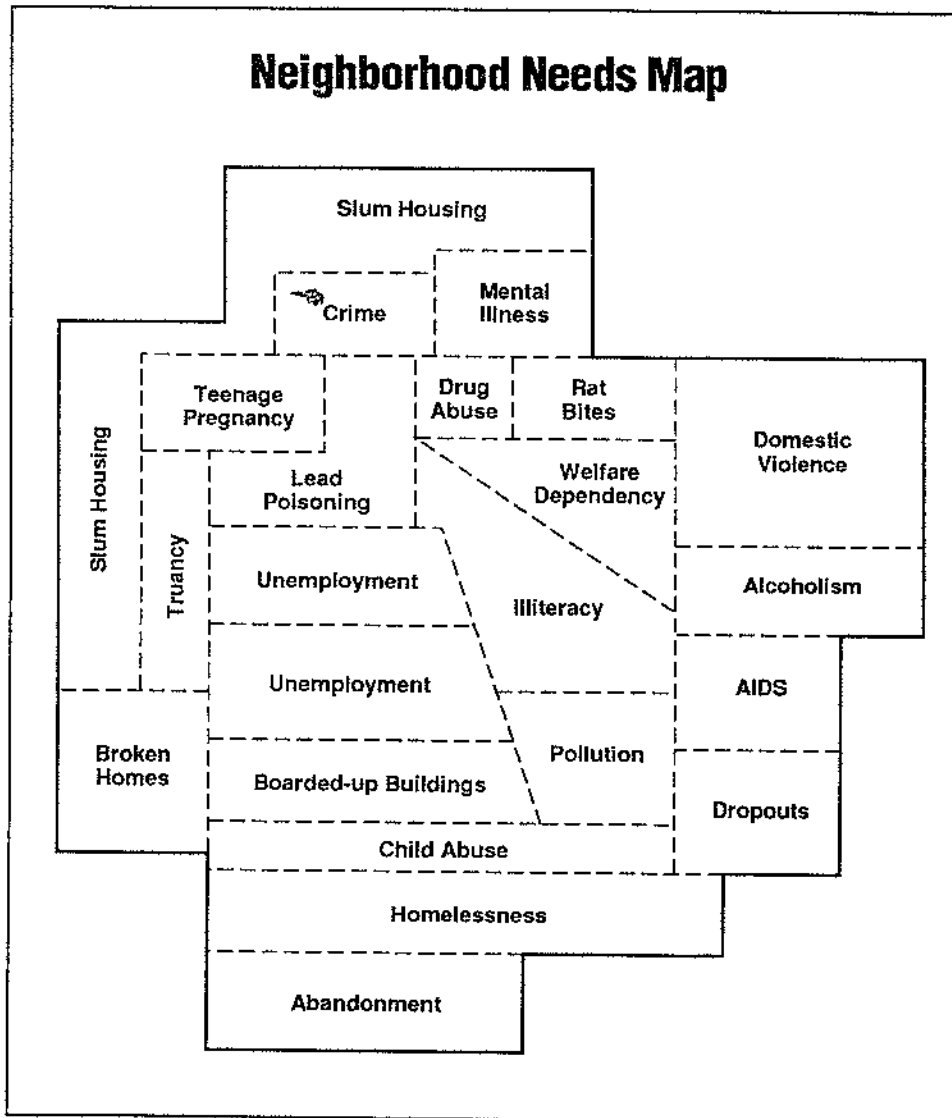 Neighborhood Needs Map
Slum Housing
Crime
Mental
Illness
Teenage
Pregnancy
Drug
Abuse
Rat
Bites
Domestic
Violence
Slum Housing
Truancy
Lead
Poisoning
Welfare
Dependency
Unemployment
Illiteracy
Alcoholism
Unemployment
AIDS
Broken
Homes
Pollution
Boarded-up Buildings
Dropouts
Child Abuse
Homelessness
Abandonment